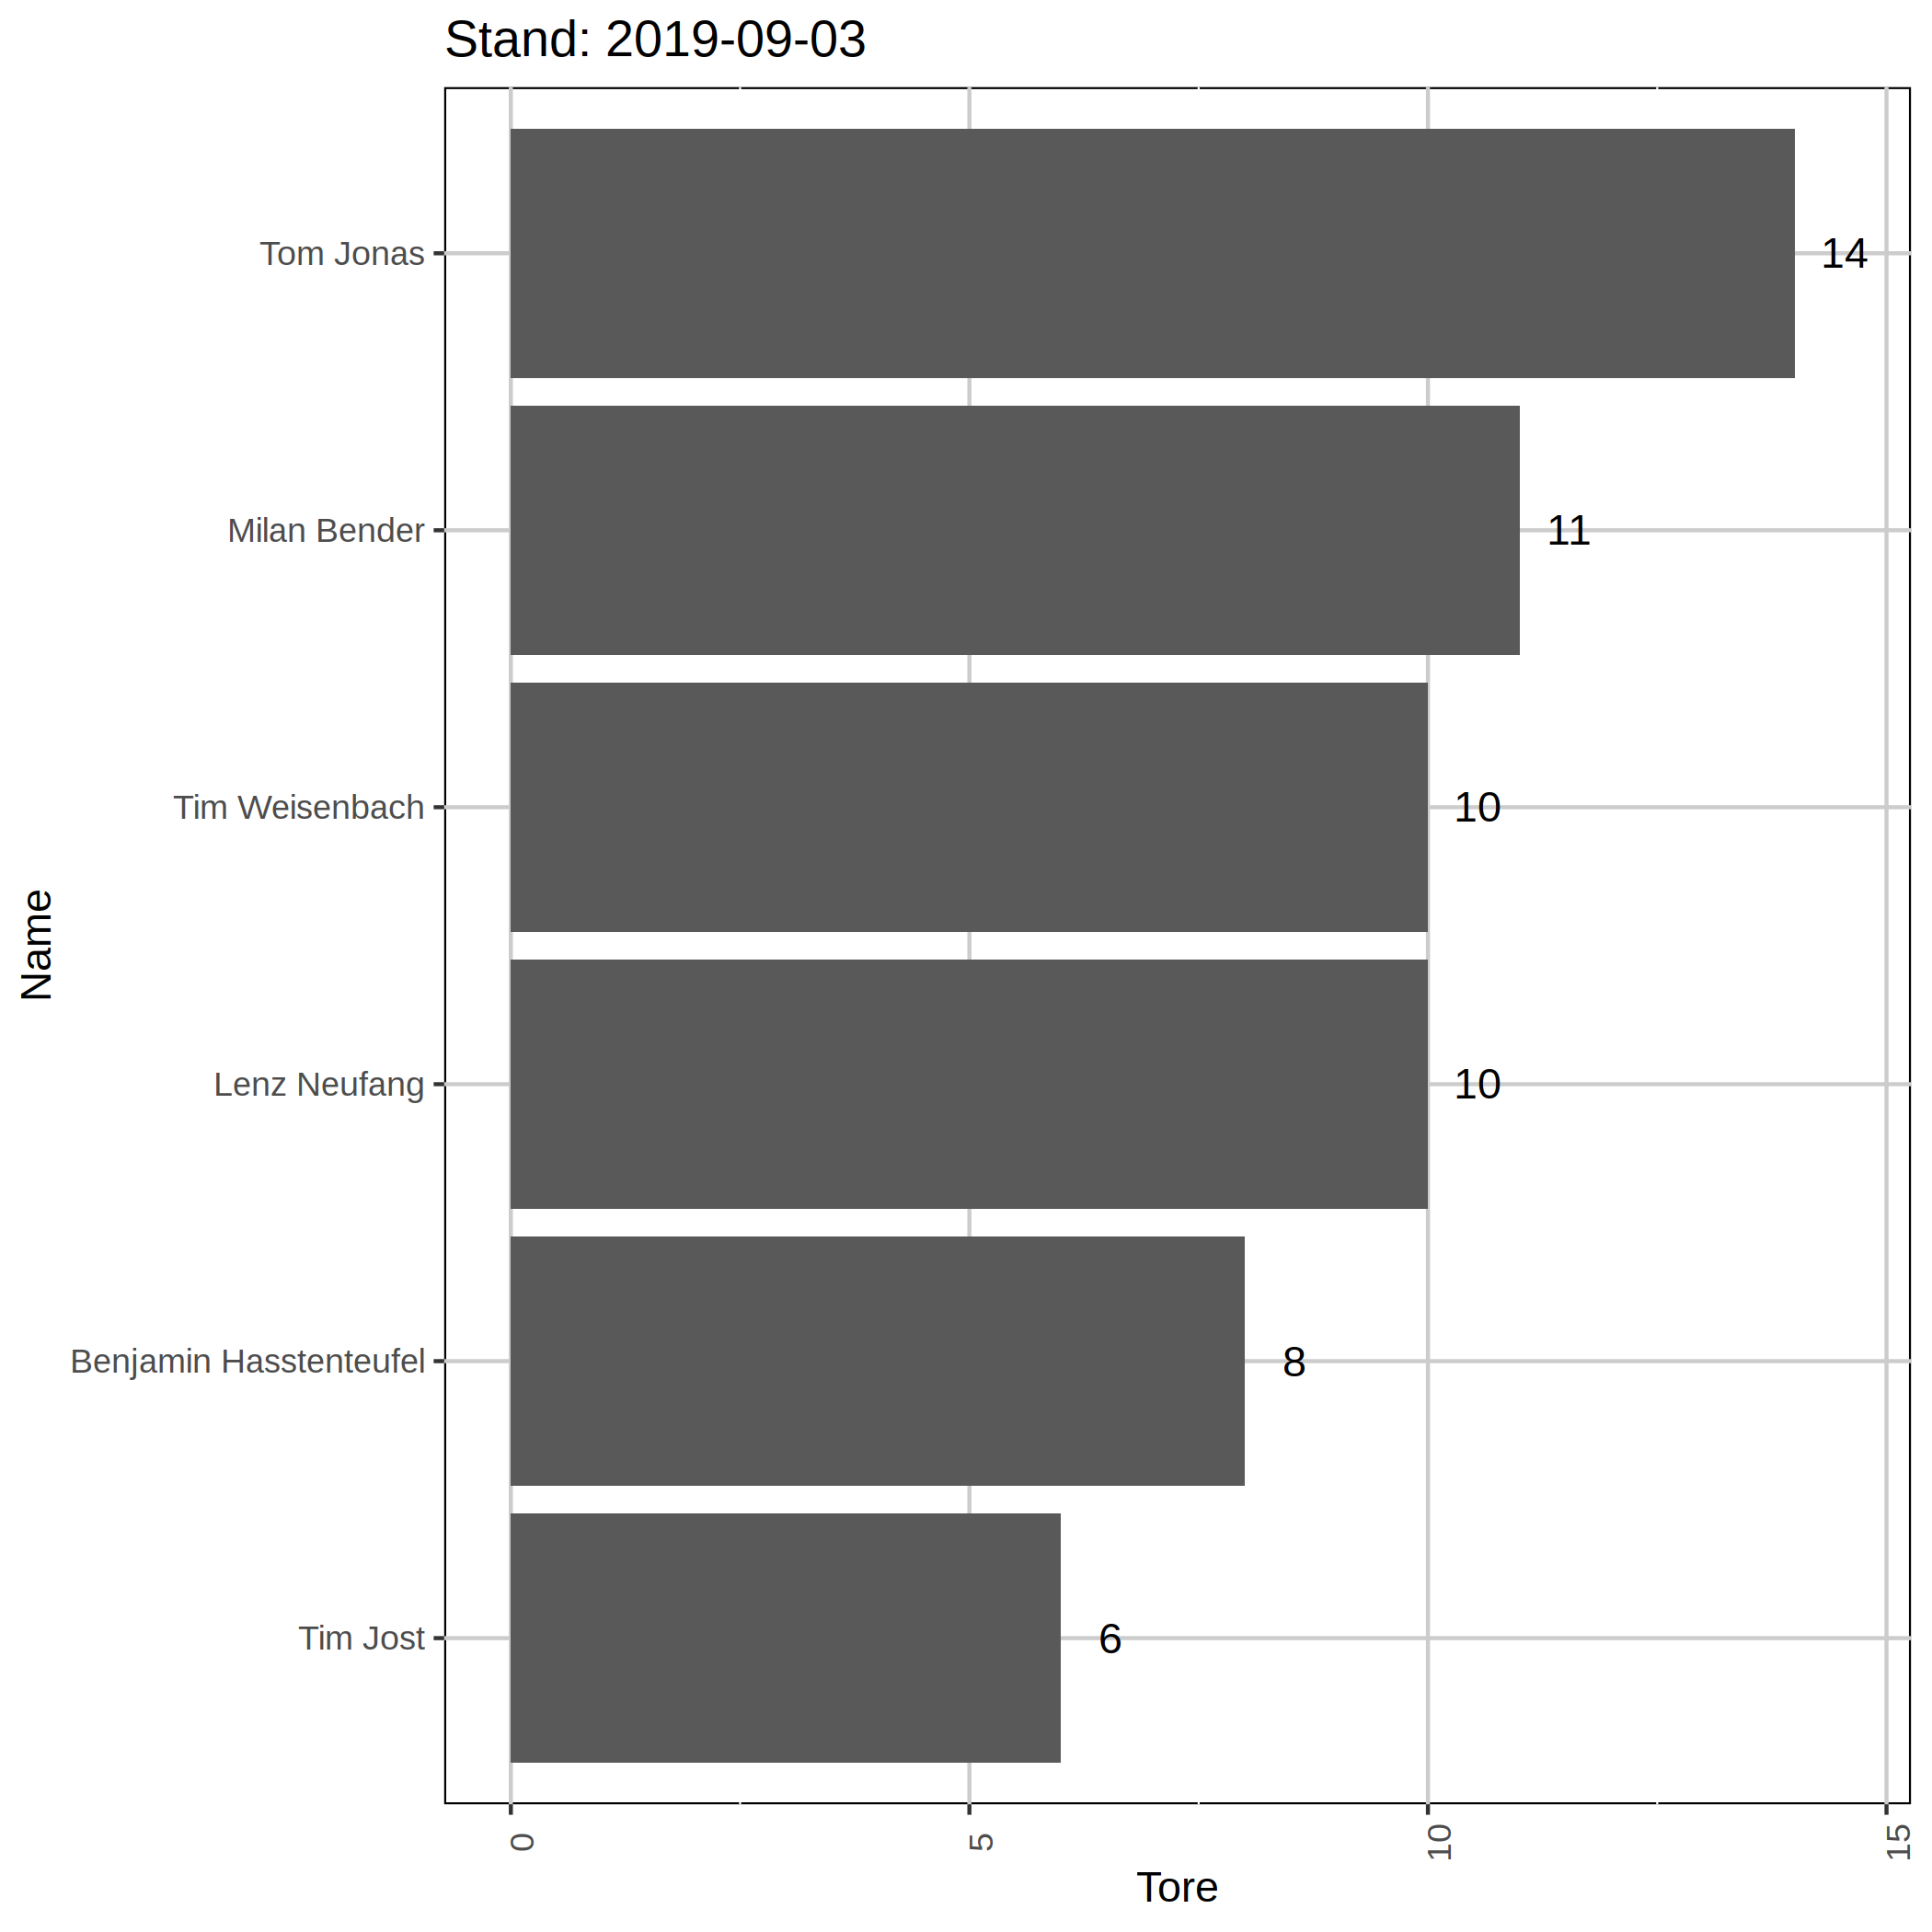 Stand: 2019-09-03
Name
Tom Jonas
14
Milan Bender
11
Tim Weisenbach
10
Lenz Neufang
10
Benjamin Hasstenteufel
8
Tim Jost
6
0 5 10 15
Tore